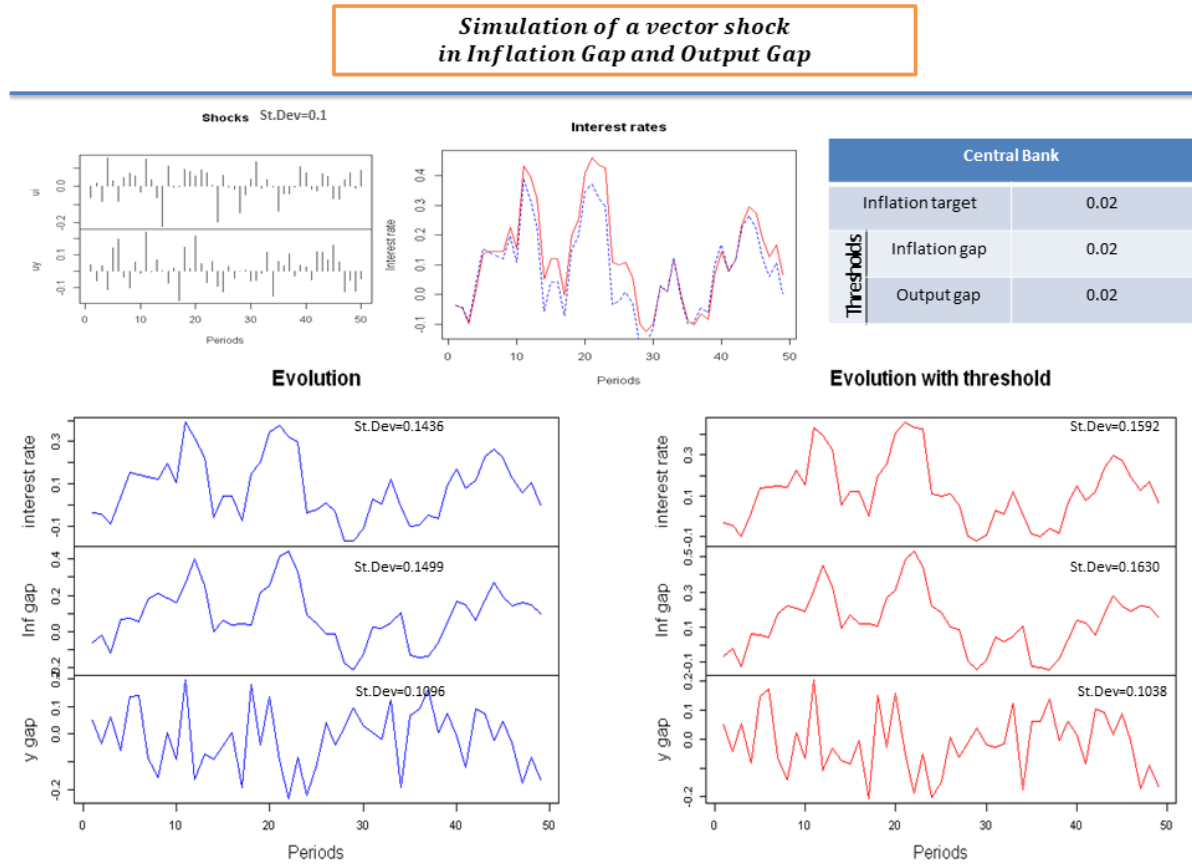 Simulation of a vector shock
in Inflation Gap and Output Gap
Shocks St.Dev=0.1
ui
0.0
-0.2
uy
0.1
-0.1
0 10 20 30 40 50
Periods
Interest rates
Interest rate
0.4
0.3
0.2
0.1
0.0
-0.1
0 10 20 30 40 50
Periods
Central Bank
Inflation target 0.02
Thresholds
Inflation gap 0.02
Output gap 0.02
Evolution
St.Dev=0.1436
interest rate
0.3
0.1
-0.1
St.Dev=0.1499
Inf gap
0.4
0.2
0.0
St.Dev=0.1096
y gap
0.2
0.1
0.0
-0.2
0 10 20 30 40 50
Periods
Evolution with threshold
St.Dev=0.1592
interest rate
0.3
0.1
-0.1
St.Dev=0.1630
Inf gap
0.5
0.3
0.1
-0.1
St.Dev=0.1038
y gap
0.2
0.1
0.0
-0.2
0 10 20 30 40 50
Periods